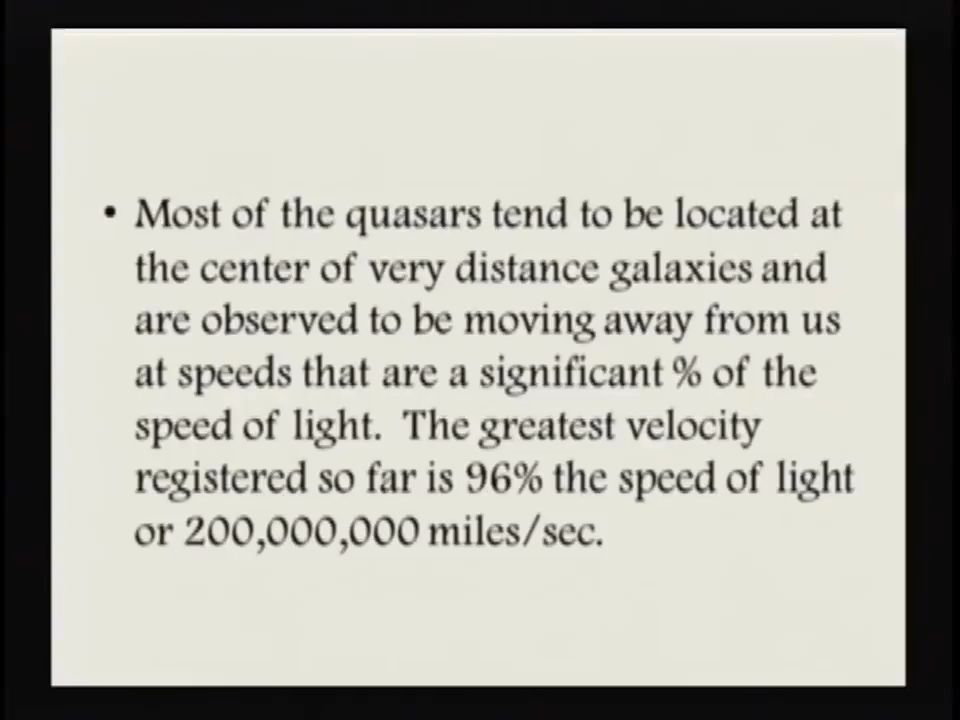 • Most of the quasars tend to be located at
the center of very distance galaxies and
are observed to be moving away from us
at speeds that are a significant % of the
speed of light.  The greatest velocity
registered so far is 96% the speed of light
or 200,000,000 miles/sec.